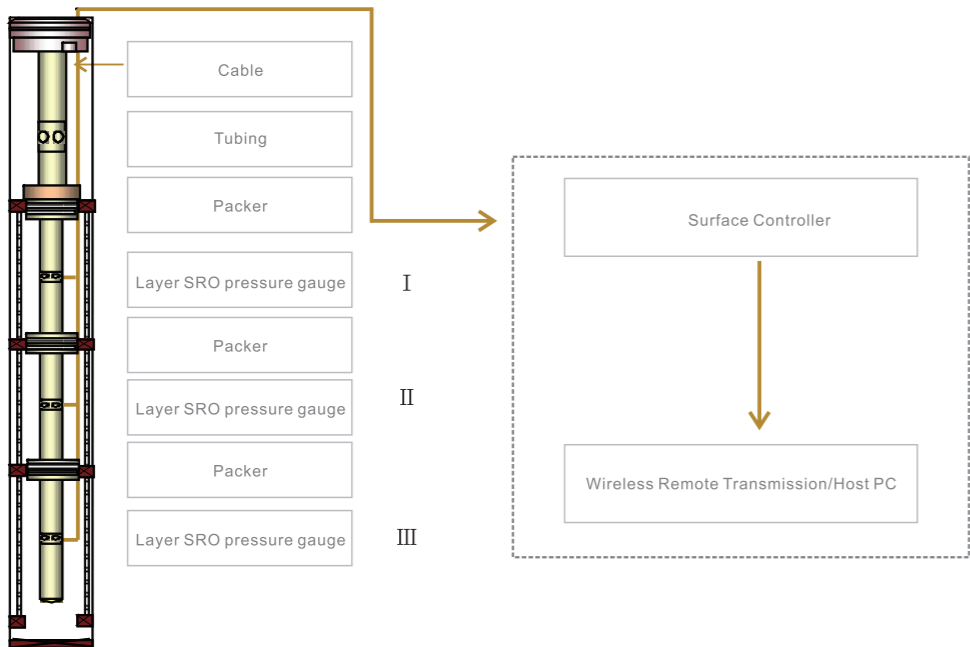 Cable
Tubing
Packer
Layer SRO pressure gauge
Ⅰ
Packer
Layer SRO pressure gauge
Ⅱ
Packer
Layer SRO pressure gauge
Ⅲ
Surface Controller
Wireless Remote Transmission/Host PC